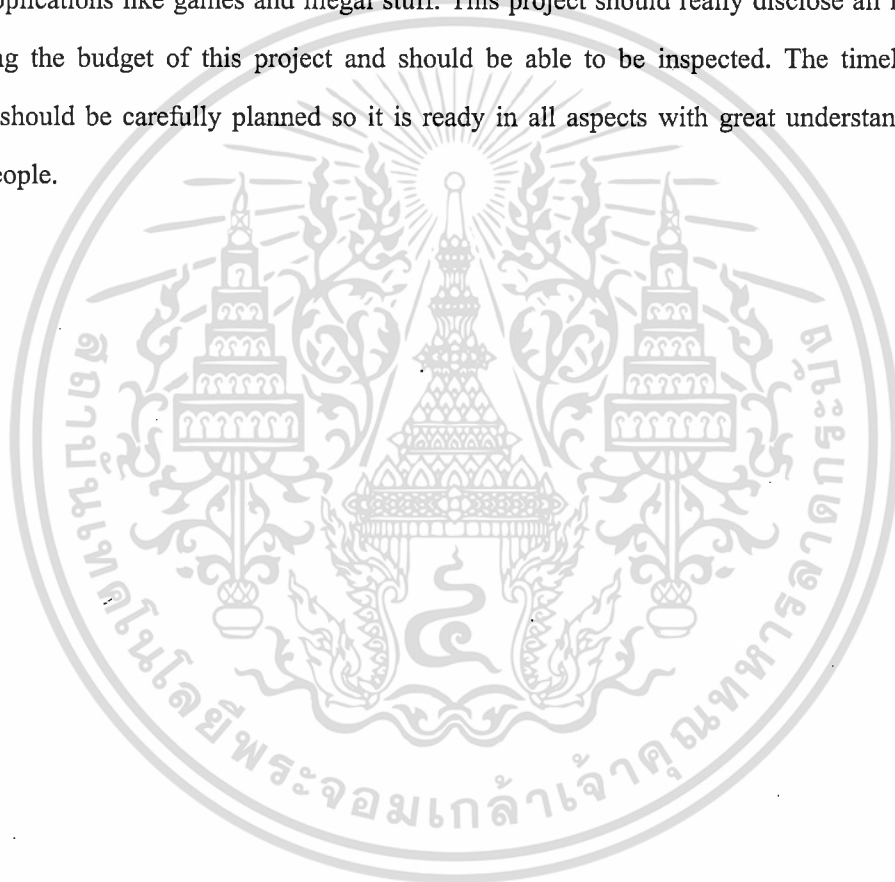 pplications like games and illegal stuff. This project should really disclose all
ng the budget of this project and should be able to be inspected. The timel
should be carefully planned so it is ready in all aspects with great understan
eople.
๔
สถาบันเทคโนโลยีพระจอมเกล้าเจ้าคุณทหารลาดกระบัง